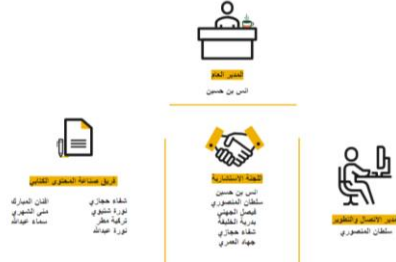 المدير العام
انس بن حسين
اللجنة الاستشارية
انس بن حسين
سلطان المنصوري
فيصل الجهني
بدرية الخليفة
شفاء حجازي
جهاد العمري
مدير الاتصال والتطوير
سلطان المنصوري
فريق صناعة المحتوى الكتابي
شفاء حجازي
نورة شنيوي
تركية مطر
نورة عبدالله
افنان المبارك
منى الشهري
سماء عبدالله